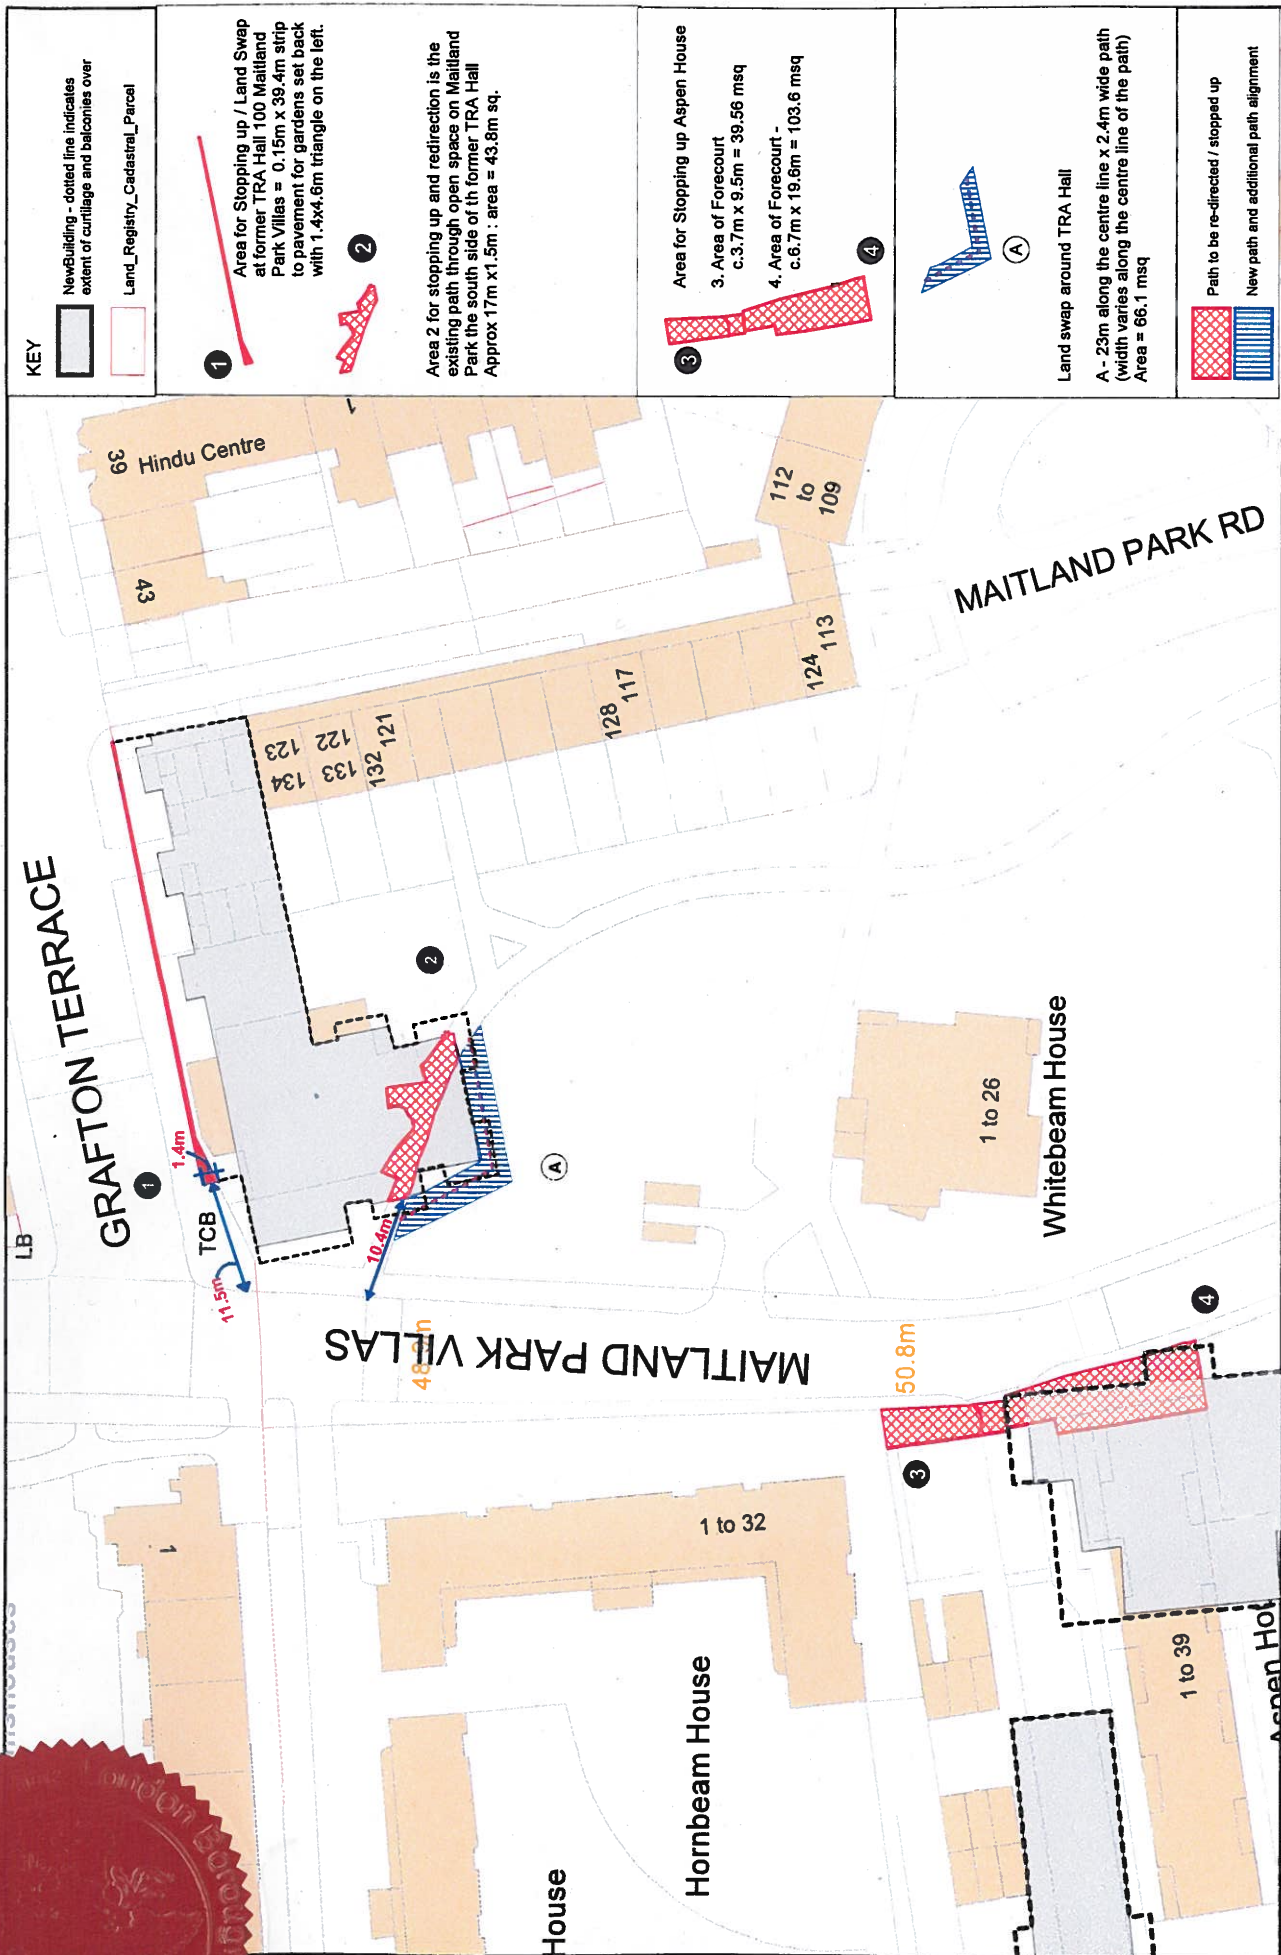 KEY
NewBuilding - dotted line indicates
extent of curtilage and balconies over
Land_Registry_Cadastral_Parcel
1
Area for Stopping up / Land Swap
at former TRA Hall 100 Maitland
Park Villas = 0.15m x 39.4m strip
to pavement for gardens set back
with 1.4x4.6m triangle on the left.
2
Area 2 for stopping up and redirection is the
existing path through open space on Maitland
Park the south side of th former TRA Hall
Approx 17m x1.5m : area = 43.8m sq.
3
Area for Stopping up Aspen House
3. Area of Forecourt
c.3.7m x 9.5m = 39.56 msq
4. Area of Forecourt -
c.6.7m x 19.6m = 103.6 msq
4
A
Land swap around TRA Hall
A - 23m along the centre line x 2.4m wide path
(width varies along the centre line of the path)
Area = 66.1 msq
Path to be re-directed / stopped up
New path and additional path alignment
LB
GRAFTON TERRACE
1
1.4m
TCB
11.5m
10.4m
39
Hindu Centre
43
1
112
to
109
MAITLAND PARK RD
134 123
133 122
132 121
128 117
124 113
2
A
1 to 26
Whitebeam House
MAITLAND PARK VILLAS
50.8m
3
4
1
1 to 32
Hornbeam House
House
1 to 39
Aspen Hou
London Borough